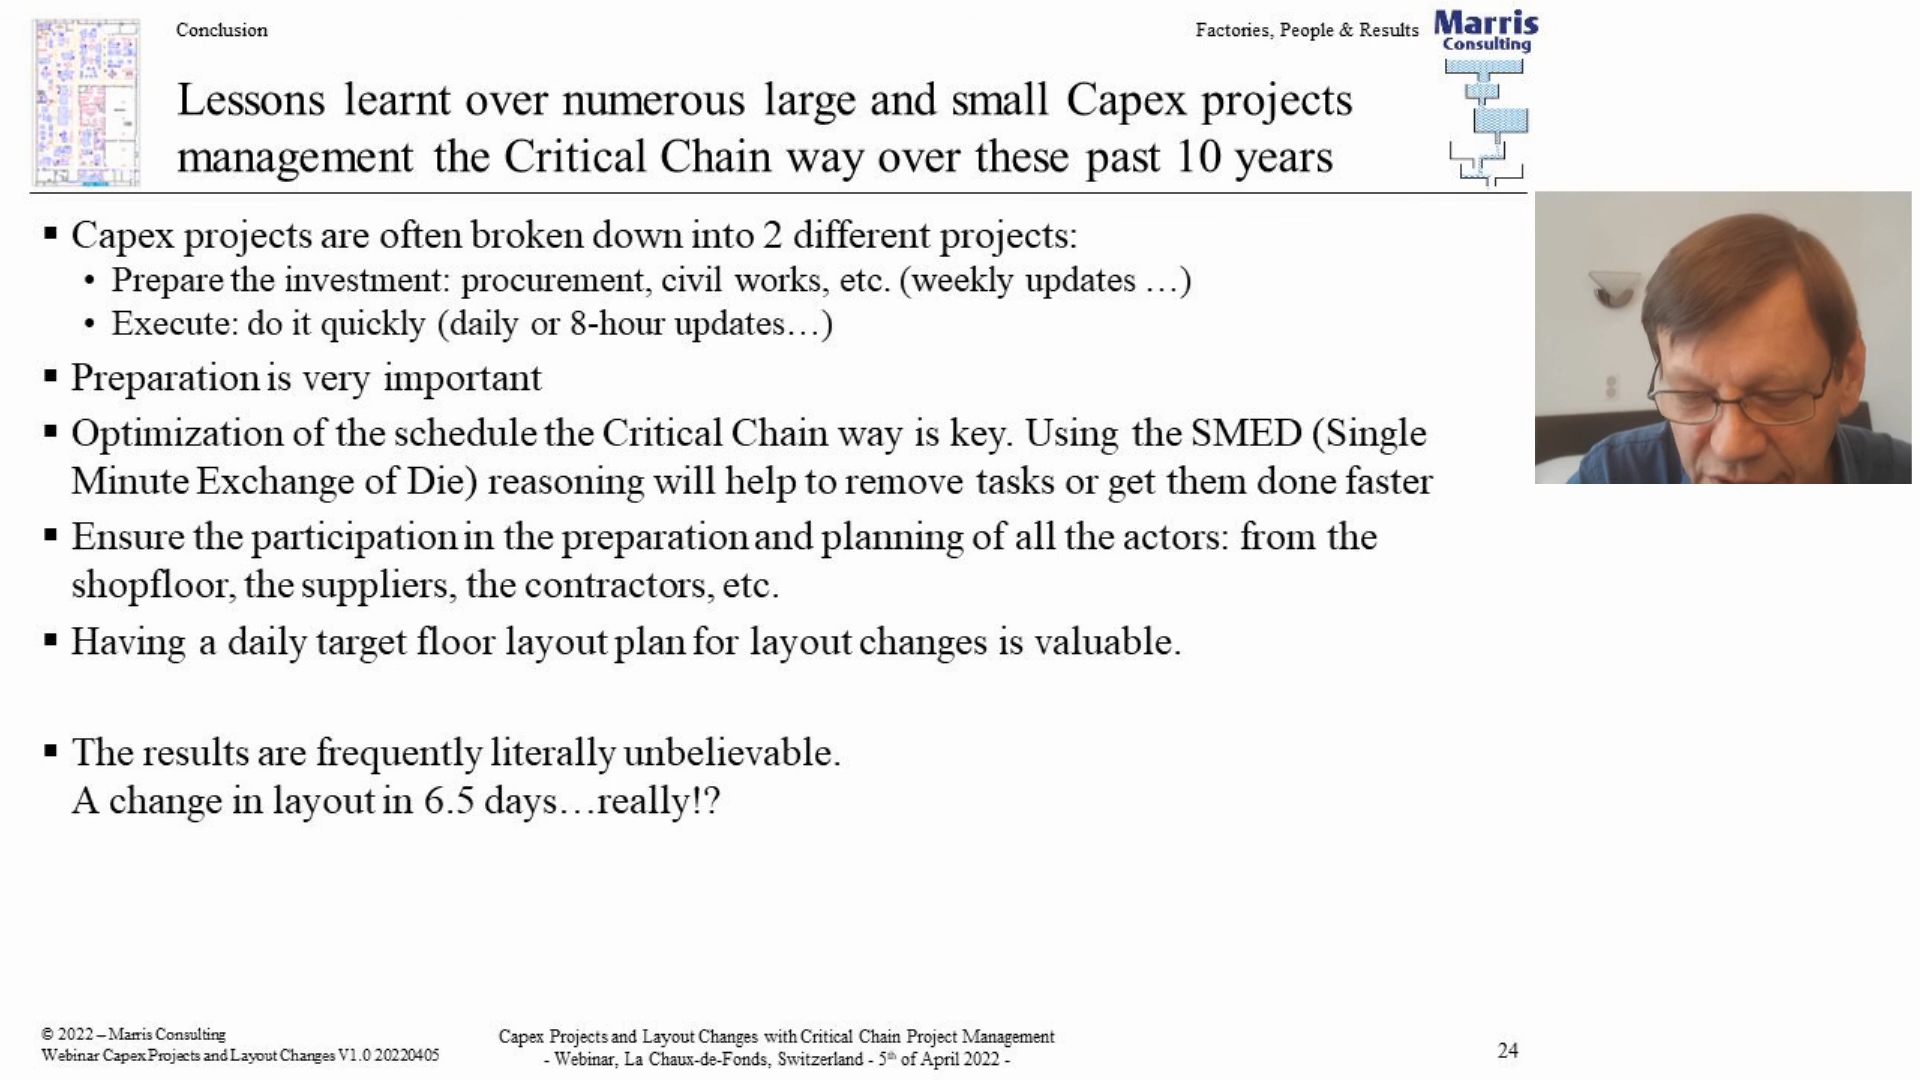 Conclusion
Factories, People & Results
Marris
Consulting
Lessons learnt over numerous large and small Capex projects
management the Critical Chain way over these past 10 years
▪ Capex projects are often broken down into 2 different projects:
• Prepare the investment: procurement, civil works, etc. (weekly updates …)
• Execute: do it quickly (daily or 8-hour updates…)
▪ Preparation is very important
▪ Optimization of the schedule the Critical Chain way is key. Using the SMED (Single
Minute Exchange of Die) reasoning will help to remove tasks or get them done faster
▪ Ensure the participation in the preparation and planning of all the actors: from the
shopfloor, the suppliers, the contractors, etc.
▪ Having a daily target floor layout plan for layout changes is valuable.
▪ The results are frequently literally unbelievable.
A change in layout in 6.5 days…really!?
© 2022 – Marris Consulting
Webinar Capex Projects and Layout Changes V1.0 20220405
Capex Projects and Layout Changes with Critical Chain Project Management
- Webinar, La Chaux-de-Fonds, Switzerland - 5th of April 2022 -
24